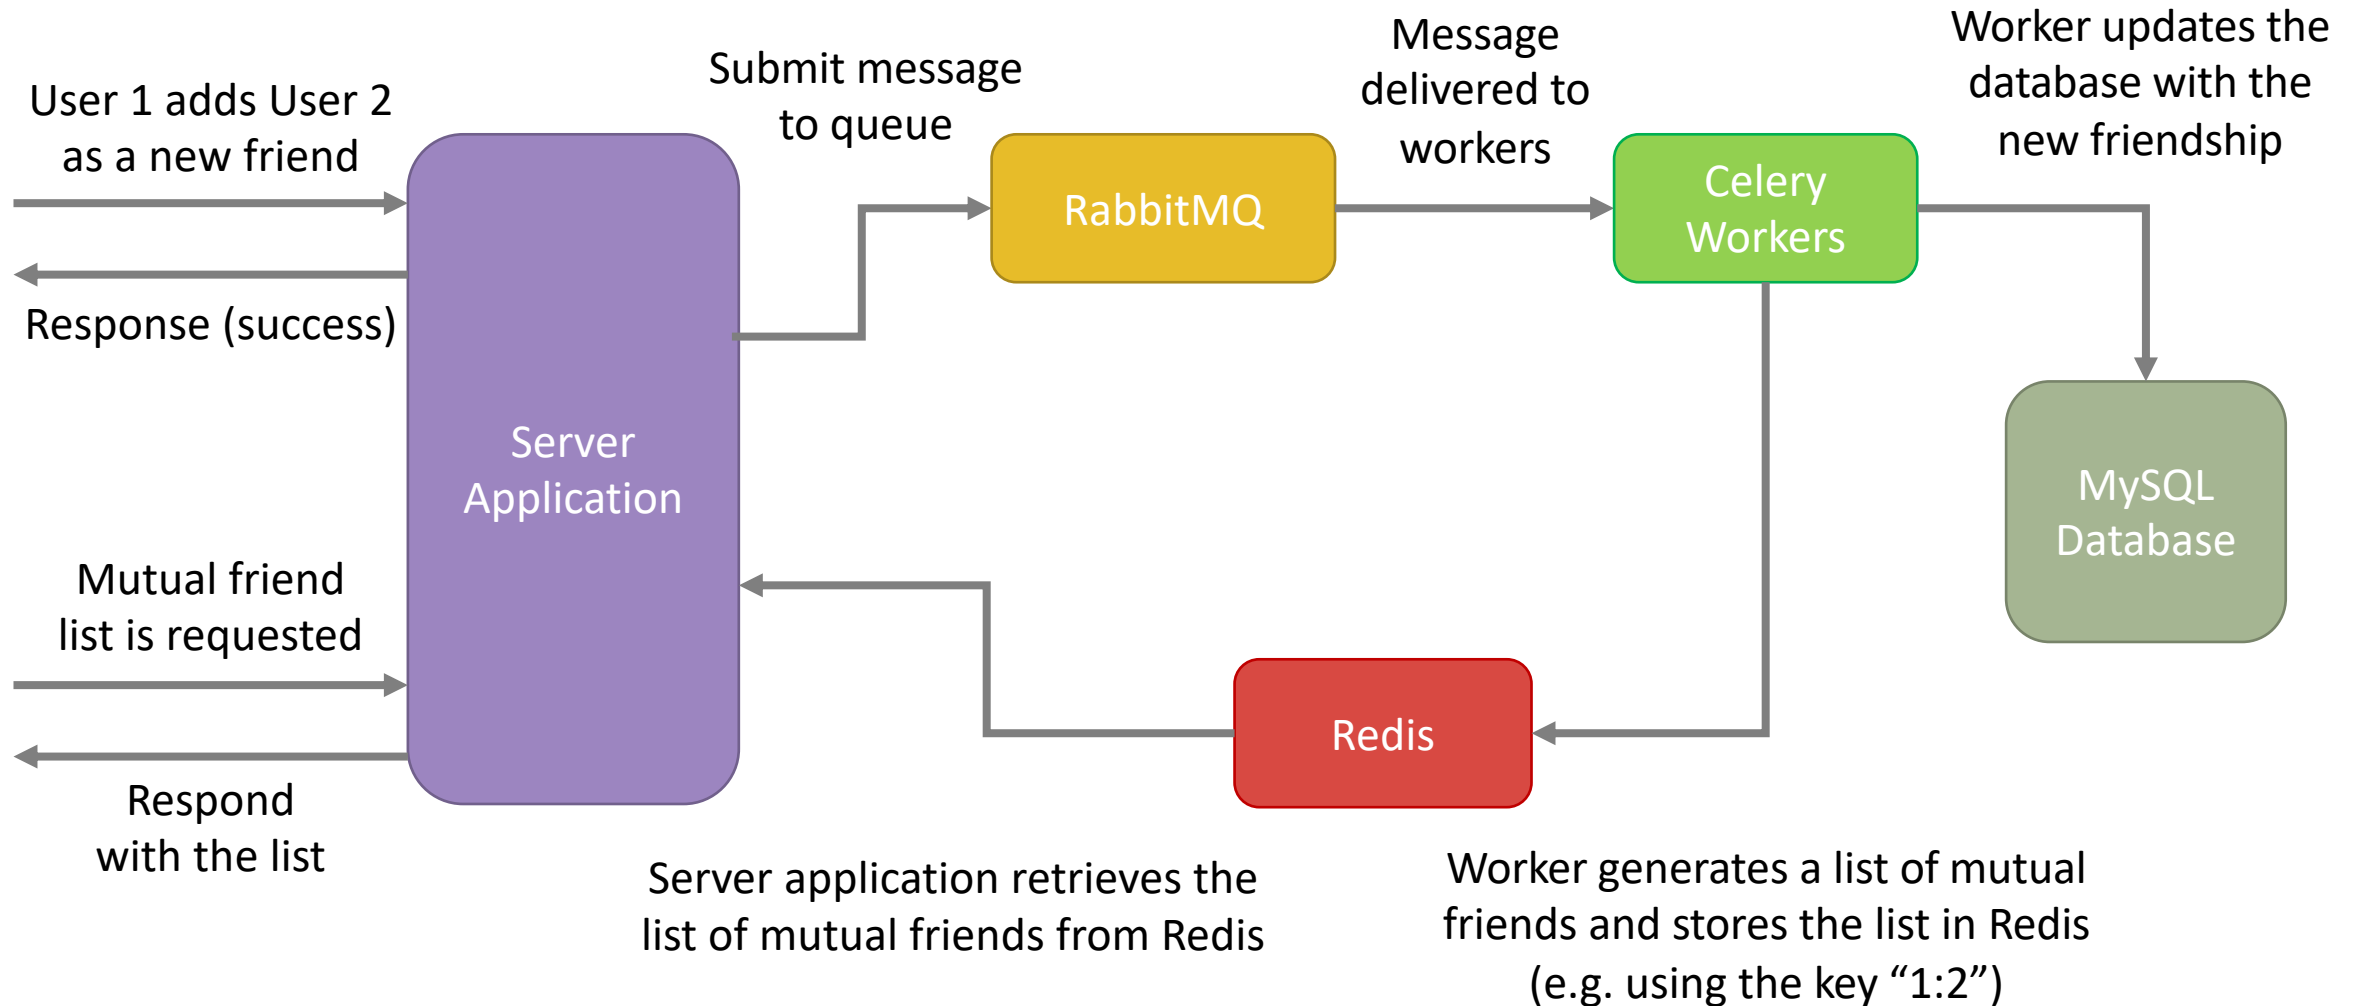 User 1 adds User 2
as a new friend
Response (success)
Mutual friend
list is requested
Respond
with the list
Server
Application
Submit message
to queue
RabbitMQ
Message
delivered to
workers
Celery
Workers
Worker updates the
database with the
new friendship
MySQL
Database
Redis
Server application retrieves the
list of mutual friends from Redis
Worker generates a list of mutual
friends and stores the list in Redis
(e.g. using the key “1:2”)